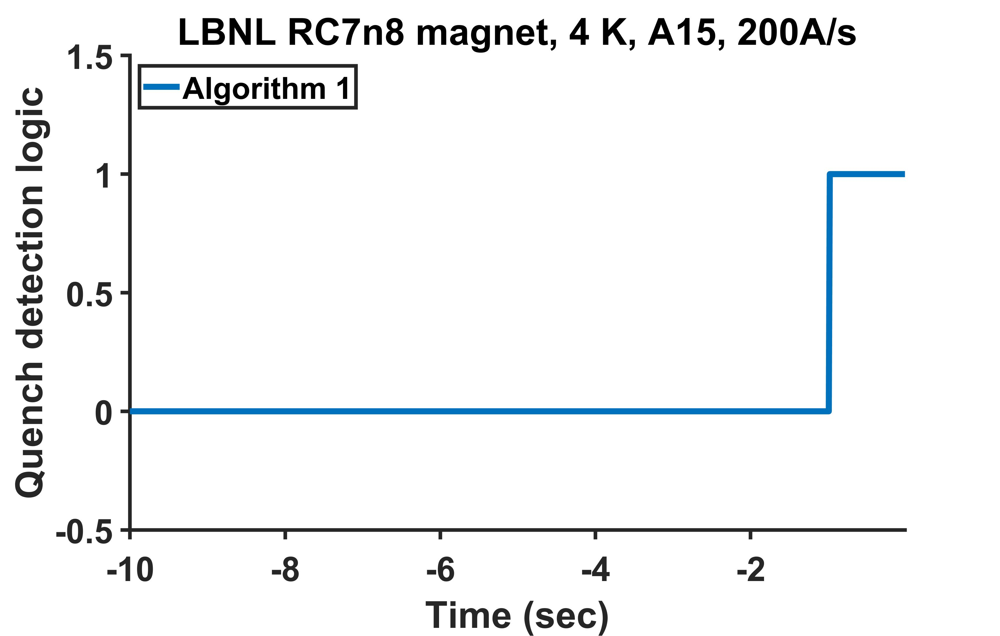 LBNL RC7n8 magnet, 4 K, A15, 200A/s
1.5
Algorithm 1
1
0.5
0
-0.5
Quench detection logic
-10 -8 -6 -4 -2
Time (sec)